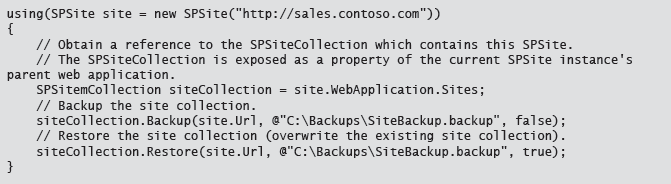 using(SPSite site = new SPSite("http://sales.contoso.com"))
{
// Obtain a reference to the SPSiteCollection which contains this SPSite.
// The SPSiteCollection is exposed as a property of the current SPSite instance's
parent web application.
SPSitemCollection siteCollection = site.WebApplication.Sites;
// Backup the site collection.
siteCollection.Backup(site.Url, @"C:\Backups\SiteBackup.backup", false);
// Restore the site collection (overwrite the existing site collection).
siteCollection.Restore(site.Url, @"C:\Backups\SiteBackup.backup", true);
}